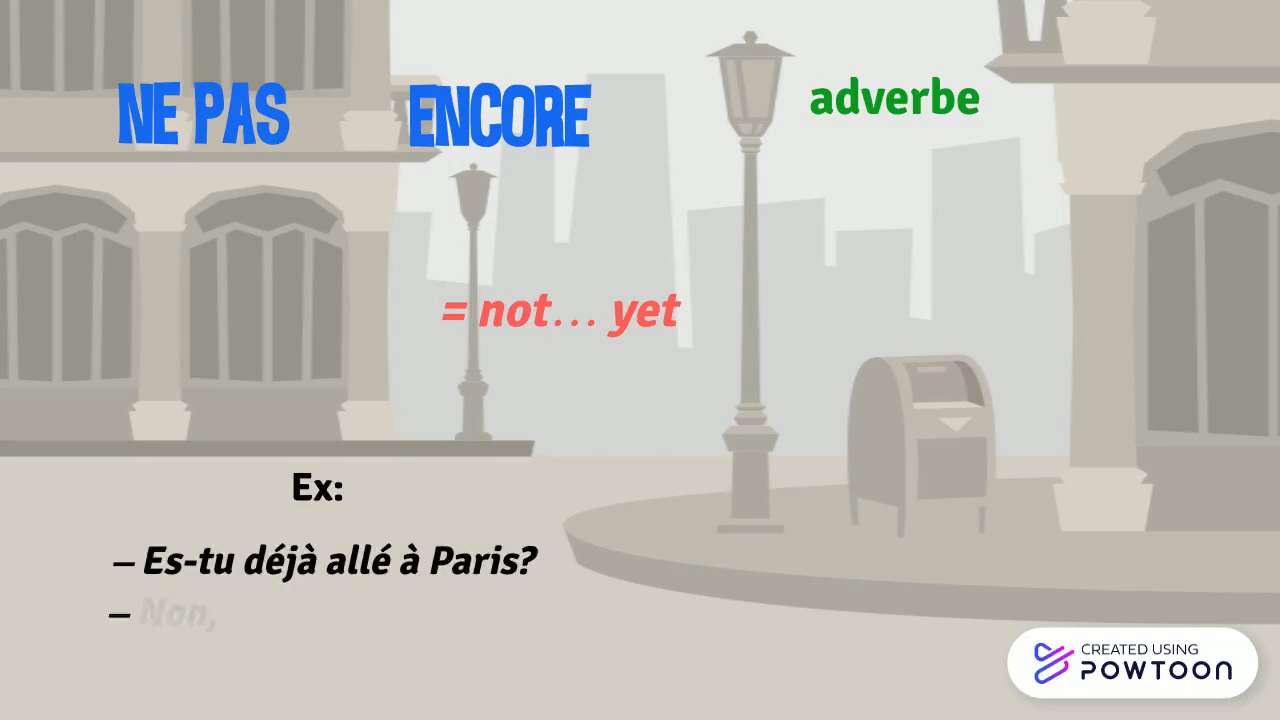 NE PAS ENCORE adverbe
= not... yet
Ex:
– Es-tu déjà allé à Paris?
– Non,
CREATED USING
POWTOON